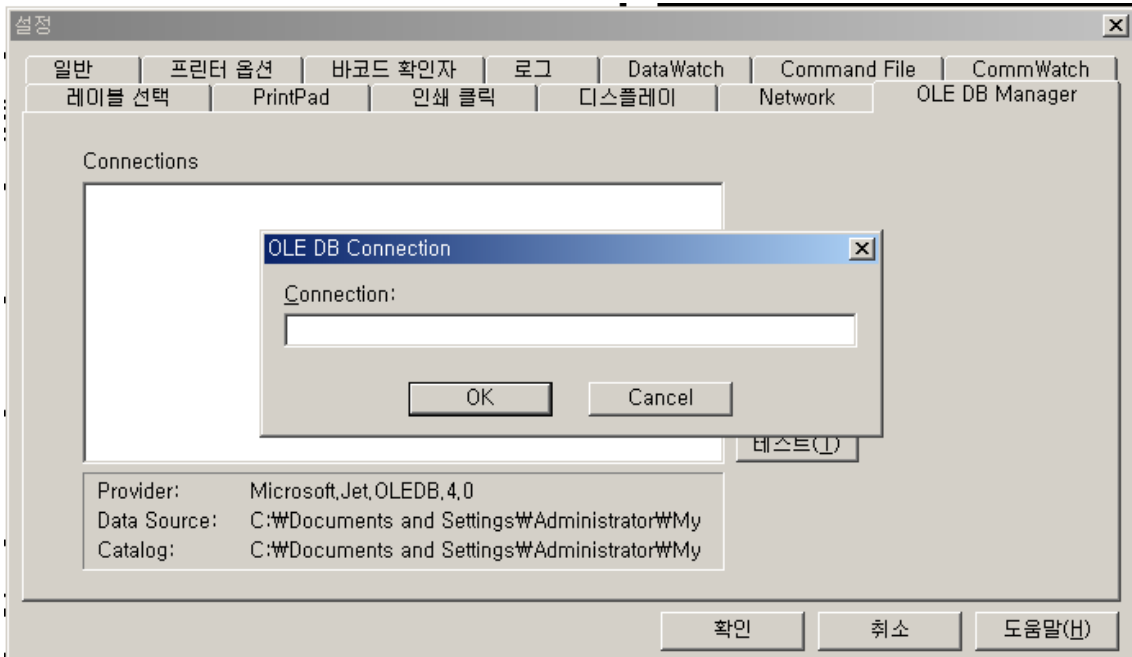 설정
일반 프린터 옵션 바코드 확인자 로그 DataWatch Command File CommWatch
레이블 선택 PrintPad 인쇄 클릭 디스플레이 Network OLE DB Manager
Connections
OLE DB Connection
Connection:
OK Cancel
테스트(T)
Provider: Microsoft.Jet.OLEDB.4.0
Data Source: C:₩Documents and Settings₩Administrator₩My
Catalog: C:₩Documents and Settings₩Administrator₩My
확인 취소 도움말(H)